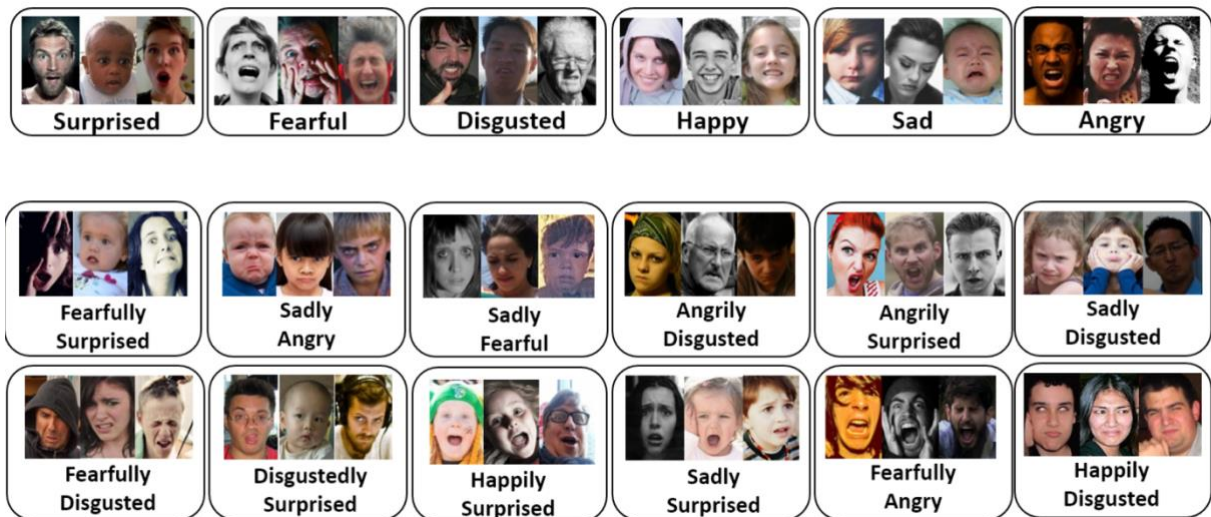 Surprised
Fearful
Disgusted
Happy
Sad
Angry
Fearfully
Surprised
Sadly
Angry
Sadly
Fearful
Angrily
Disgusted
Angrily
Surprised
Sadly
Disgusted
Fearfully
Disgusted
Disgustedly
Surprised
Happily
Surprised
Sadly
Surprised
Fearfully
Angry
Happily
Disgusted